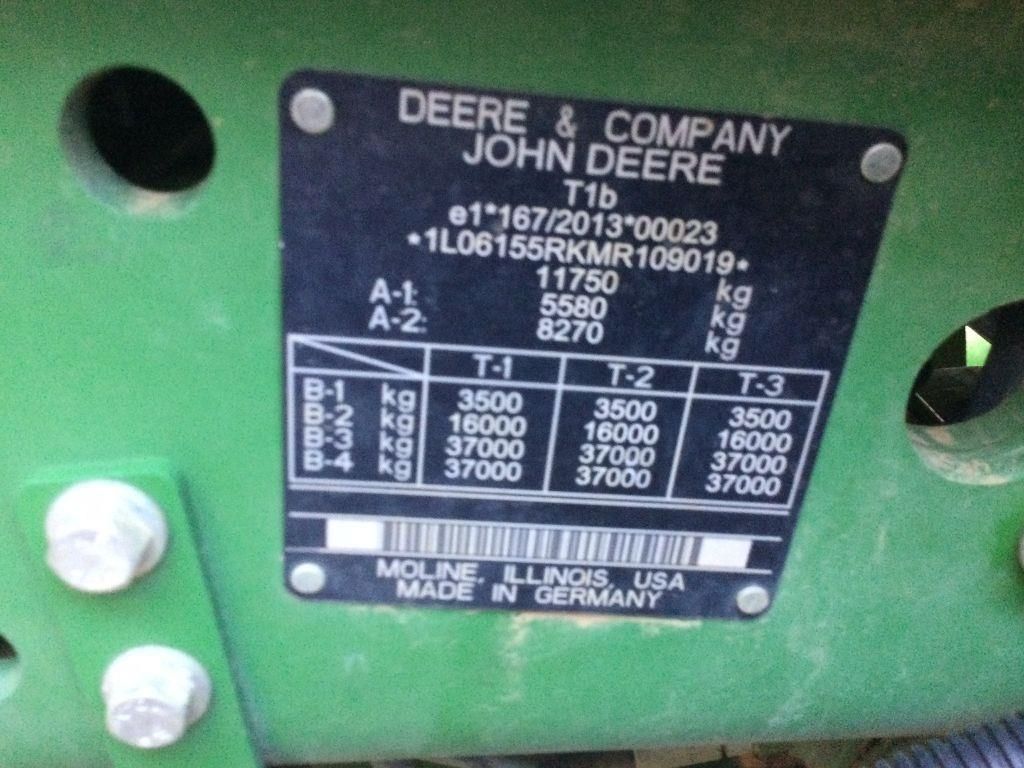 DEERE & COMPANY
JOHN DEERE
T1b
e1*167/2013*00023
*1L06155RKMR109019*
11750 kg
A-1: 5580 kg
A-2: 8270 kg
T-1 T-2 T-3
B-1 kg 3500 3500 3500
B-2 kg 16000 16000 16000
B-3 kg 37000 37000 37000
B-4 kg 37000 37000 37000
MOLINE, ILLINOIS, USA
MADE IN GERMANY